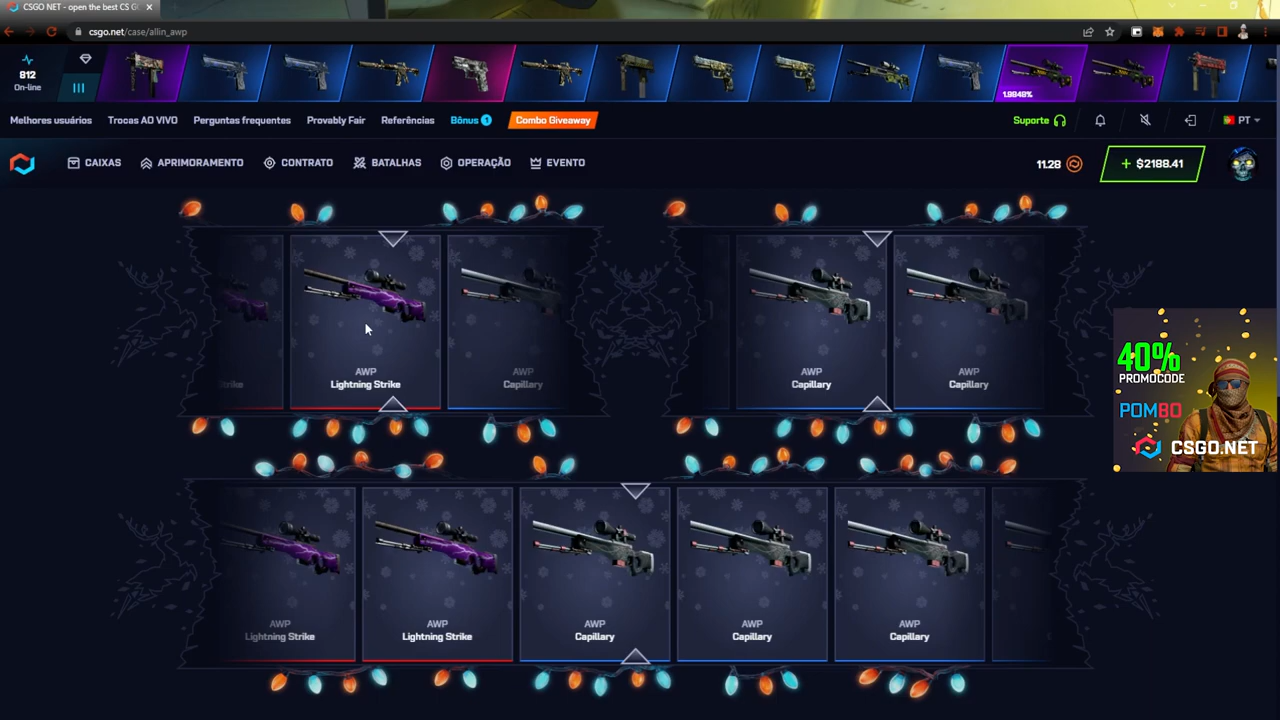 CSGO NET - open the best CS G
csgo.net/case/allin_awp
812
On-line
1.9949%
Melhores usuários Trocas AO VIVO Perguntas frequentes Provably Fair Referências Bônus 1 Combo Giveaway Suporte PT
CAIXAS APRIMORAMENTO CONTRATO BATALHAS OPERAÇÃO EVENTO 11.28 + $2188.41
AWP
Lightning Strike
AWP
Capillary
AWP
Capillary
AWP
Capillary
40%
PROMOCODE
POM80
CSGO.NET
AWP
Lightning Strike
AWP
Lightning Strike
AWP
Capillary
AWP
Capillary
AWP
Capillary